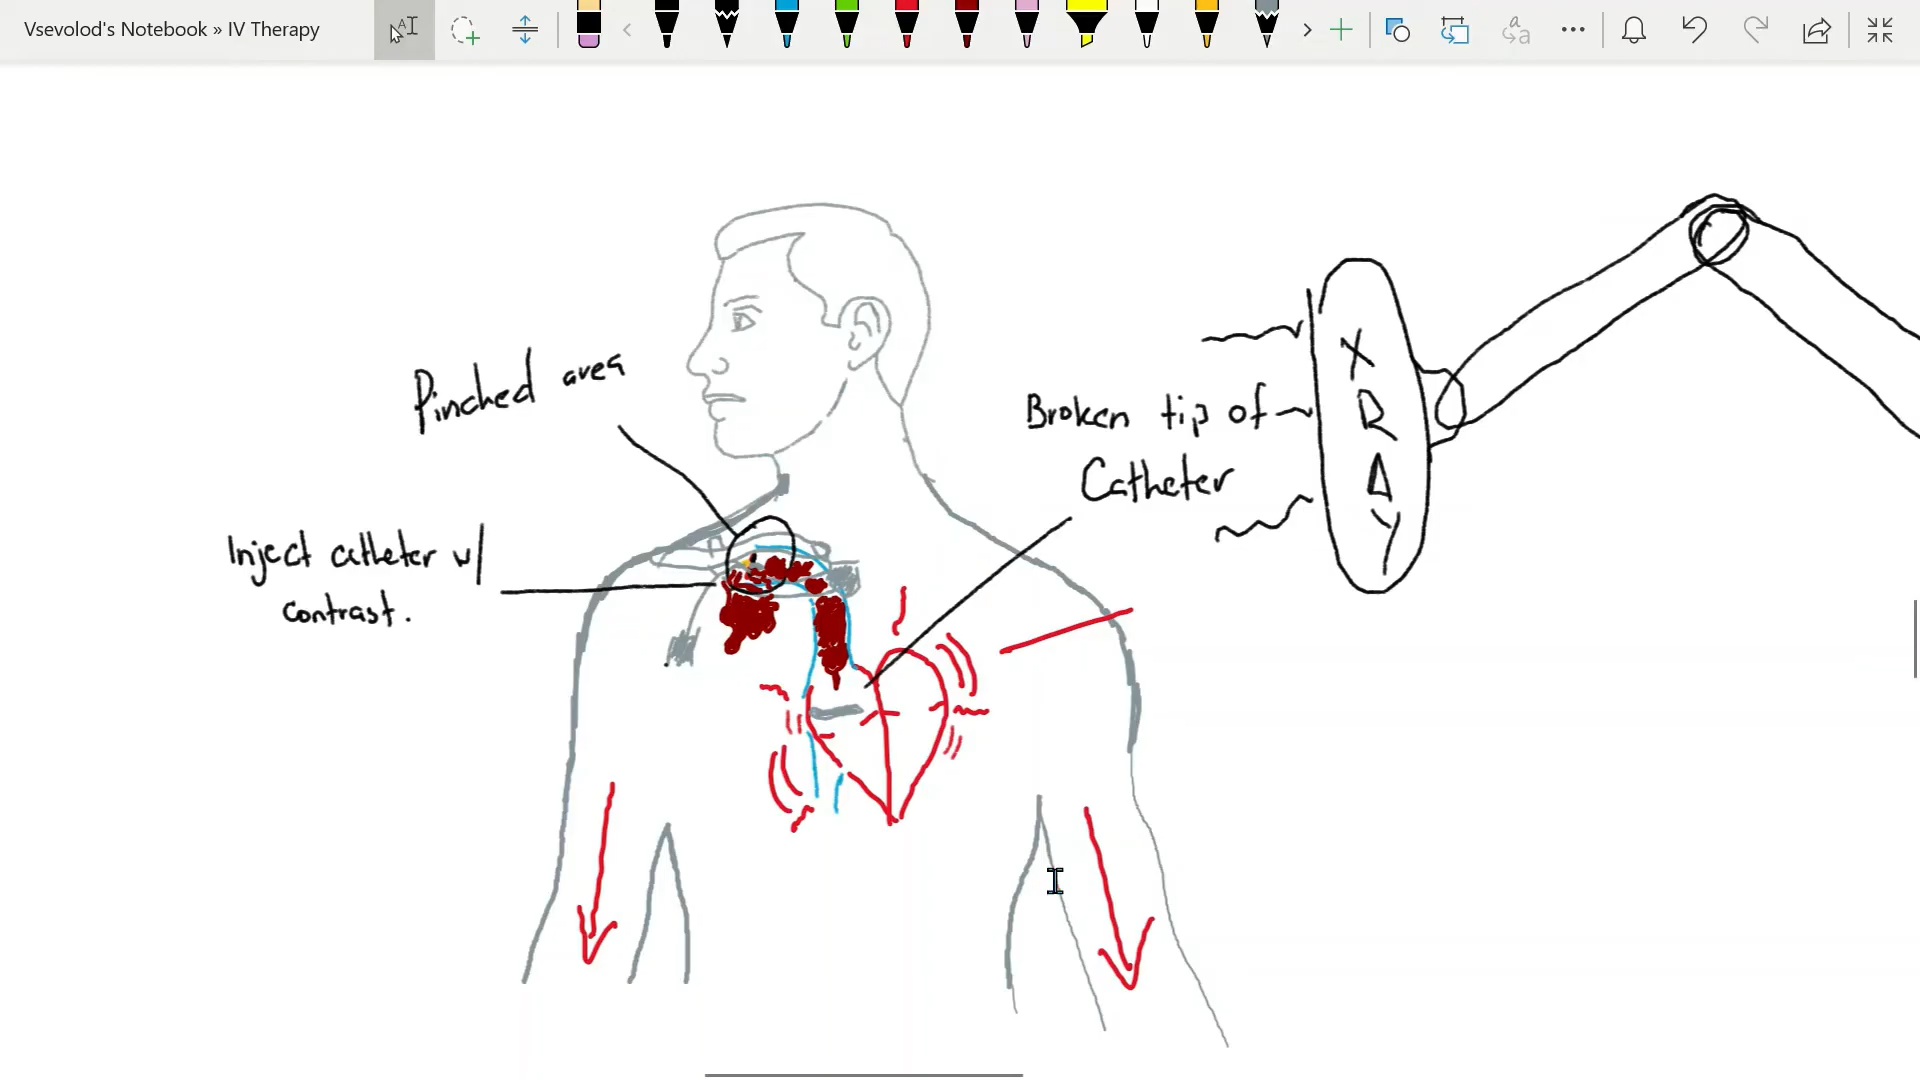 Vsevolod's Notebook » IV Therapy
Pinched area
Inject catheter w/
contrast.
Broken tip of
Catheter
X
R
A
Y